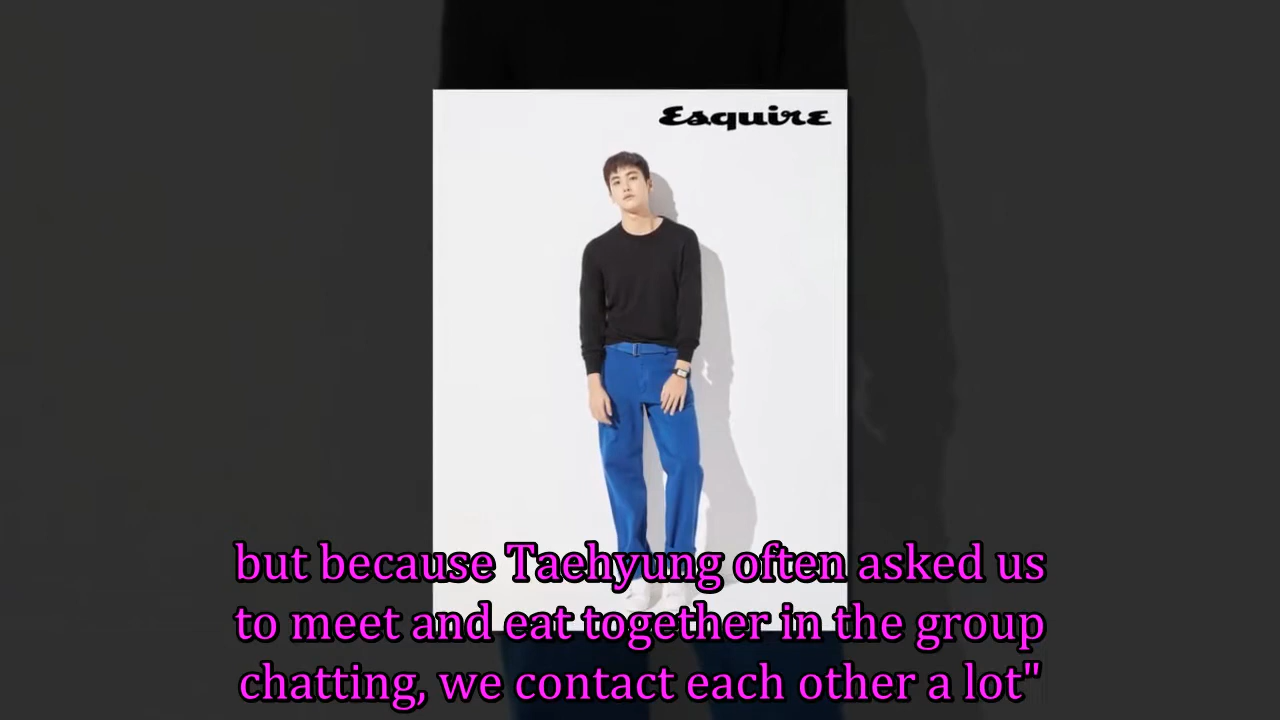 Esquire
but because Taehyung often asked us
to meet and eat together in the group
chatting, we contact each other a lot"